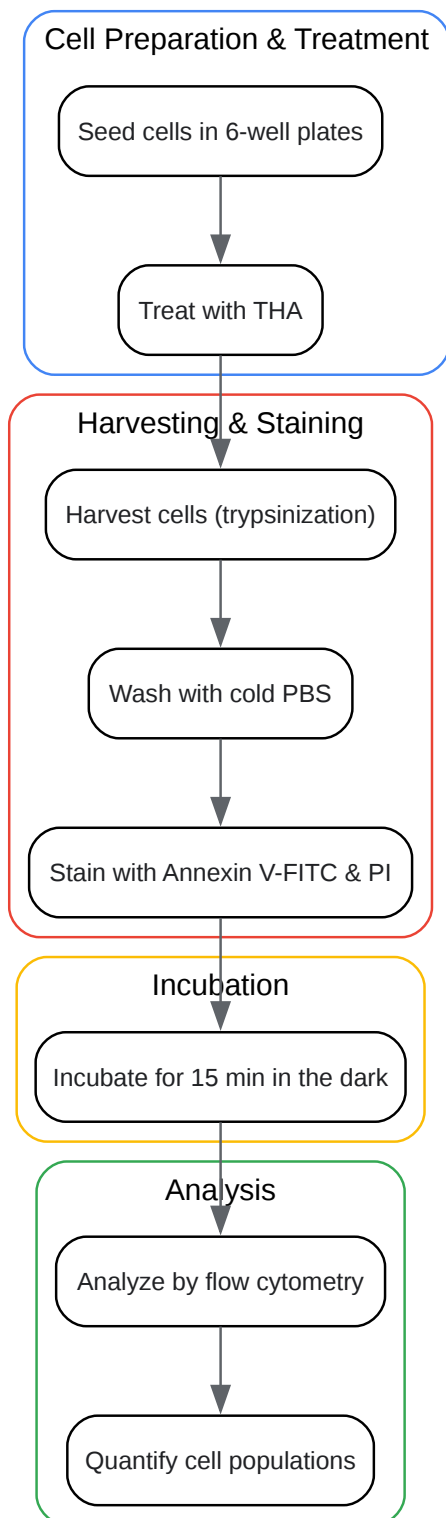 Cell Preparation & Treatment
Seed cells in 6-well plates
Treat with THA
Harvesting & Staining
Harvest cells (trypsinization)
Wash with cold PBS
Stain with Annexin V-FITC & PI
Incubation
Incubate for 15 min in the dark
Analysis
Analyze by flow cytometry
Quantify cell populations